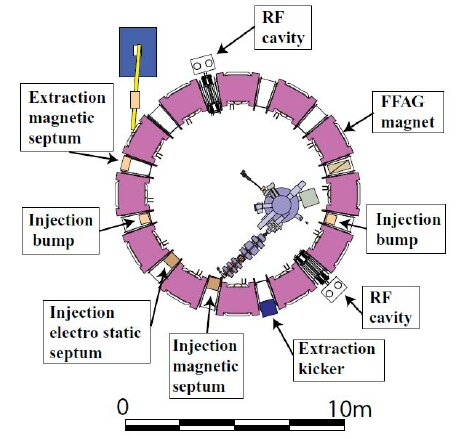 RF
cavity
Extraction
magnetic
septum
FFAG
magnet
Injection
bump
Injection
bump
Injection
electro static
septum
Injection
magnetic
septum
Extraction
kicker
RF
cavity
0
10m